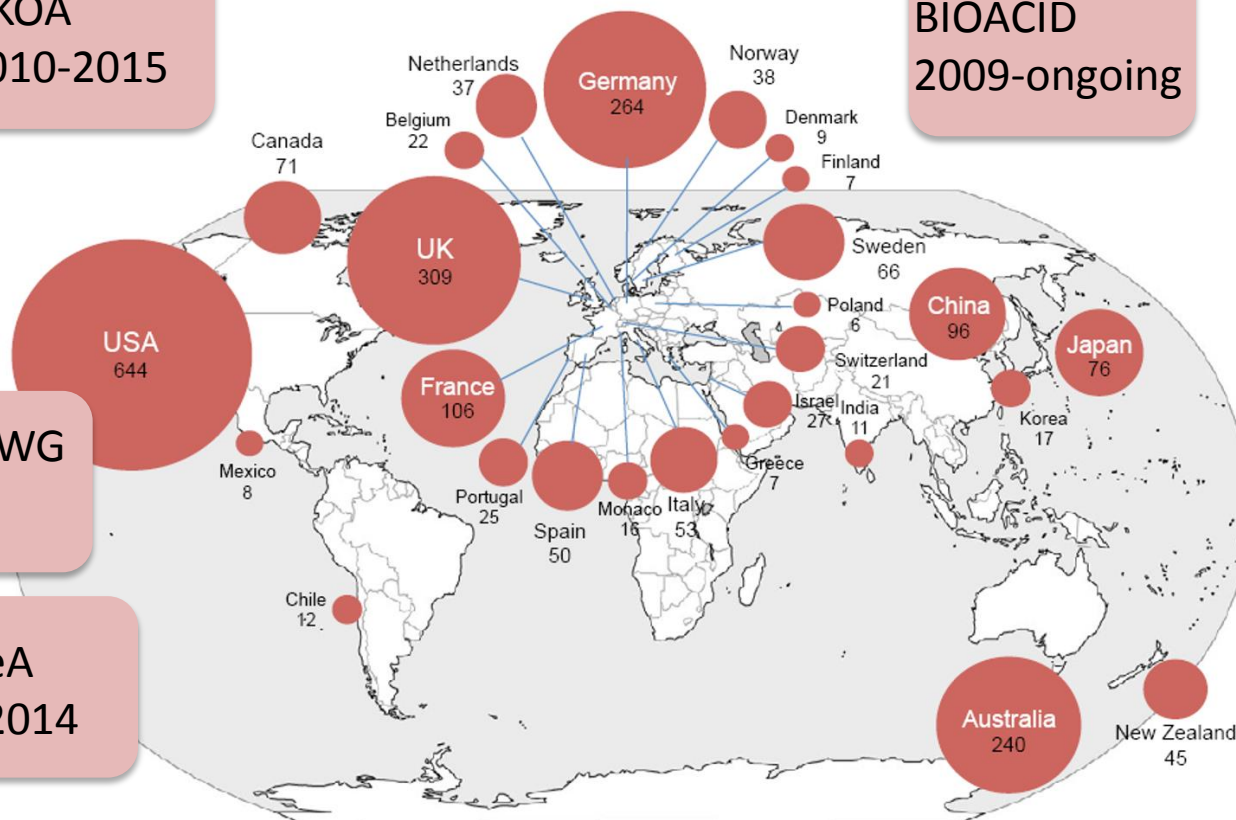 KOA
010-2015
BIOACID
2009-ongoing
Netherlands
37
Germany
264
Norway
38
Belgium
22
Denmark
9
Finland
7
Canada
71
UK
309
Sweden
66
Poland
6
China
96
USA
644
Japan
76
Switzerland
21
France
106
Israel
27
India
11
Korea
17
WG
Mexico
8
Portugal
25
Spain
50
Monaco
16
Italy
53
Greece
7
Chile
12
eA
2014
Australia
240
New Zealand
45